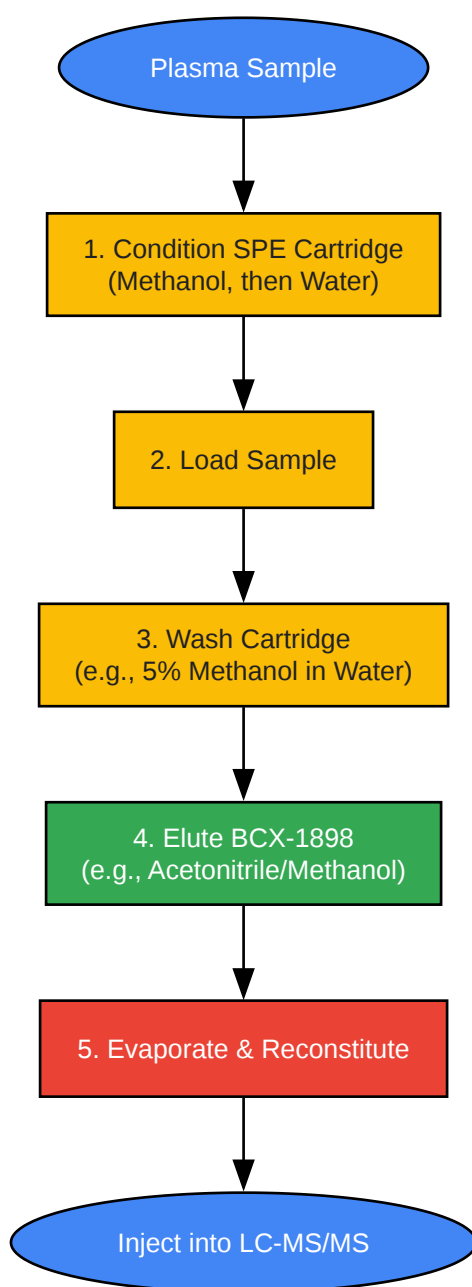 Plasma Sample
1. Condition SPE Cartridge
(Methanol, then Water)
2. Load Sample
3. Wash Cartridge
(e.g., 5% Methanol in Water)
4. Elute BCX-1898
(e.g., Acetonitrile/Methanol)
5. Evaporate & Reconstitute
Inject into LC-MS/MS